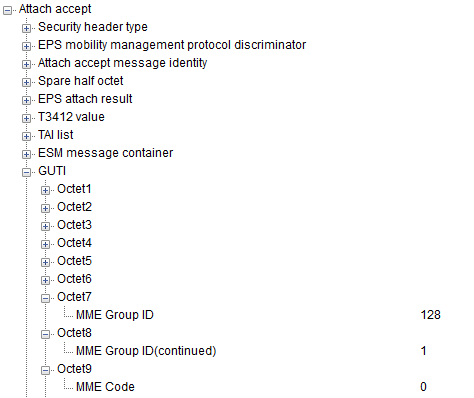 Attach accept
Security header type
EPS mobility management protocol discriminator
Attach accept message identity
Spare half octet
EPS attach result
T3412 value
TAI list
ESM message container
GUTI
Octet1
Octet2
Octet3
Octet4
Octet5
Octet6
Octet7
MME Group ID 128
Octet8
MME Group ID(continued) 1
Octet9
MME Code 0